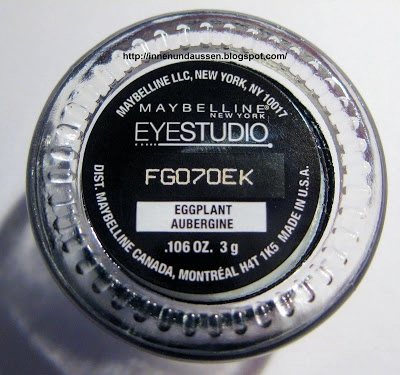 http://innenundaussen.blogspot.com/
MAYBELLINE LLC, NEW YORK, NY 10017
MAYBELLINE
NEW YORK
EYESTUDIO
FG070EK
EGGPLANT
AUBERGINE
.106 OZ. 3 g
DIST. MAYBELLINE CANADA, MONTRÉAL H4T 1K5 MADE IN U.S.A.